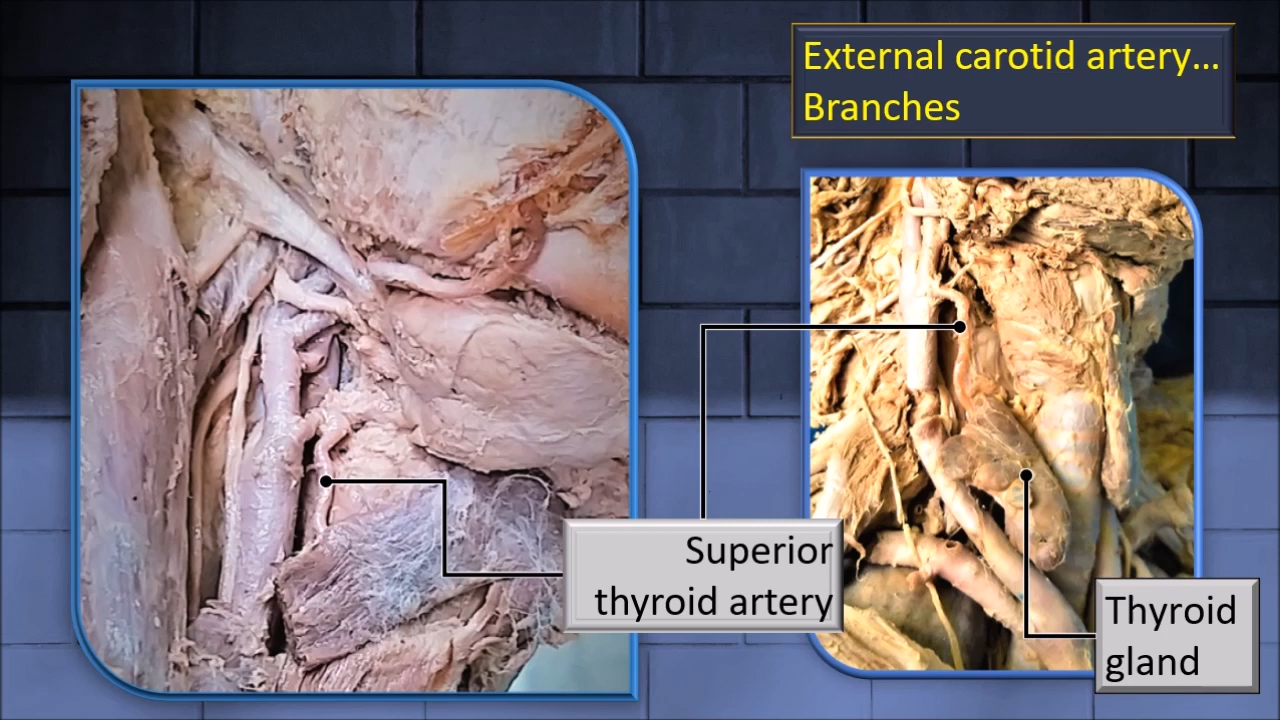 External carotid artery...
Branches
Superior
thyroid artery
Thyroid
gland